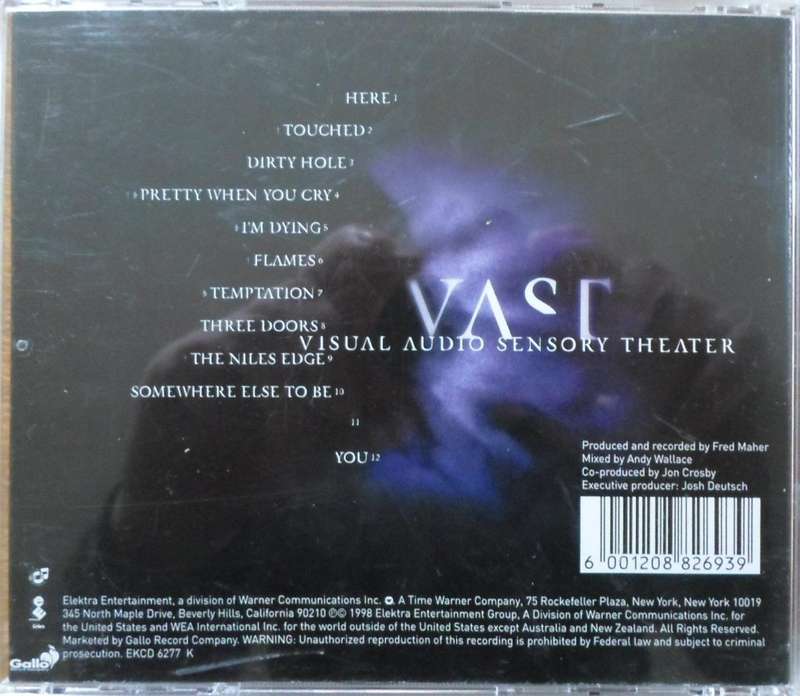 HERE 1
TOUCHED 2
DIRTY HOLE 3
PRETTY WHEN YOU CRY 4
I'M DYING 5
FLAMES 6
TEMPTATION 7
THREE DOORS 8
THE NILES EDGE 9
SOMEWHERE ELSE TO BE 10
11
YOU 12
VAST
VISUAL AUDIO SENSORY THEATER
Produced and recorded by Fred Maher
Mixed by Andy Wallace
Co-produced by Jon Crosby
Executive producer: Josh Deutsch
6 001208 826939
Elektra Entertainment, a division of Warner Communications Inc. A Time Warner Company, 75 Rockefeller Plaza, New York, New York 10019
345 North Maple Drive, Beverly Hills, California 90210 ℗© 1998 Elektra Entertainment Group, A Division of Warner Communications Inc. for
the United States and WEA International Inc. for the world outside of the United States except Australia and New Zealand. All Rights Reserved.
Marketed by Gallo Record Company. WARNING: Unauthorized reproduction of this recording is prohibited by Federal law and subject to criminal
prosecution. EKCD 6277 K
Gallo